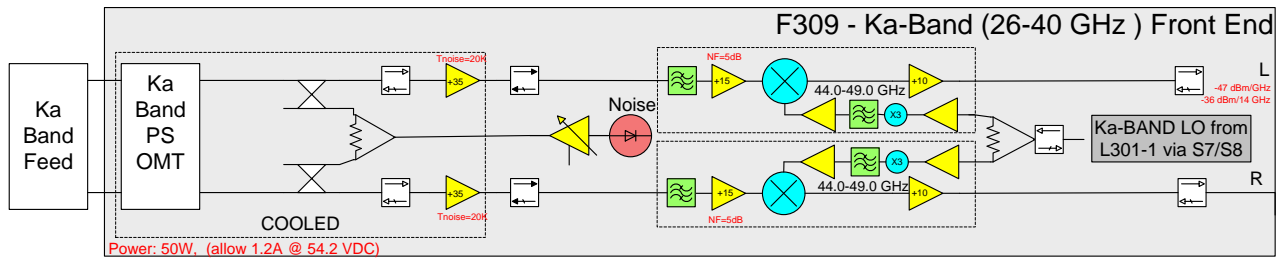 F309 - Ka-Band (26-40 GHz ) Front End
Ka
Band
Feed
Ka
Band
PS
OMT
Tnoise=20K
+35
NF=5dB
+15
+10
L
-47 dBm/GHz
-36 dBm/14 GHz
44.0-49.0 GHz
X3
Noise
Ka-BAND LO from
L301-1 via S7/S8
X3
44.0-49.0 GHz
R
+35
+15
+10
Tnoise=20K
NF=5dB
COOLED
Power: 50W, (allow 1.2A @ 54.2 VDC)